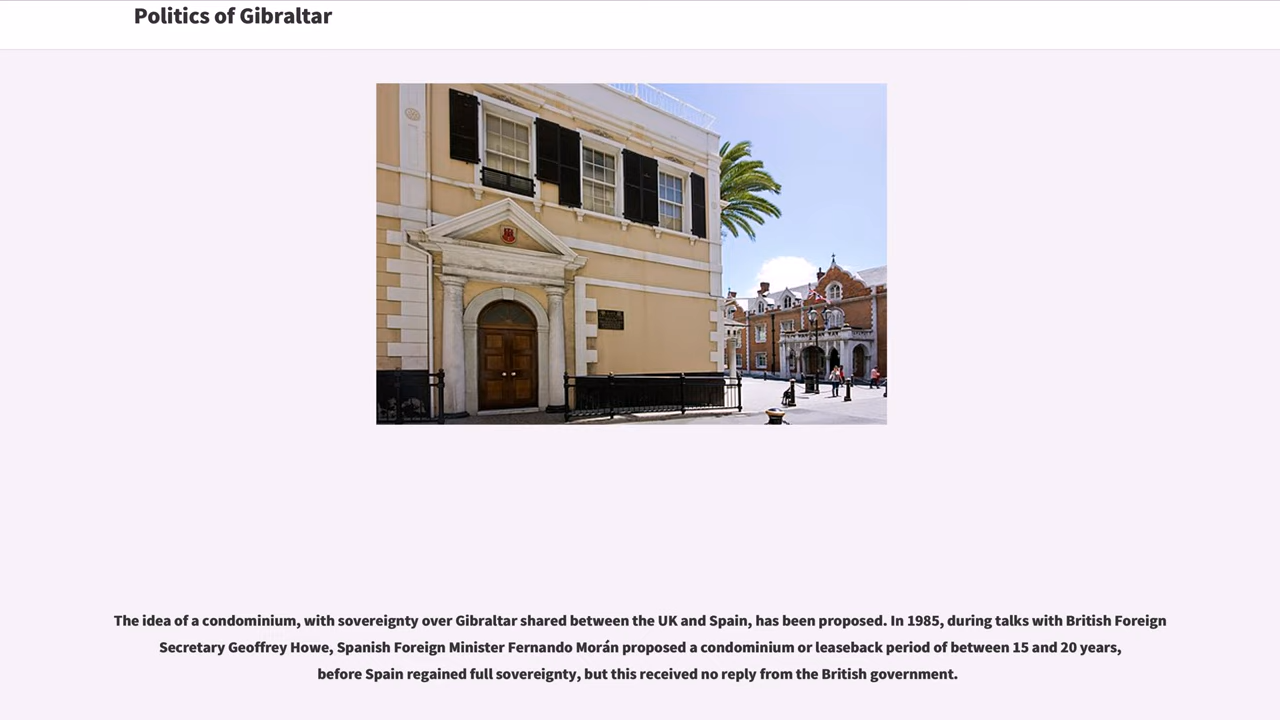 Politics of Gibraltar
The idea of a condominium, with sovereignty over Gibraltar shared between the UK and Spain, has been proposed. In 1985, during talks with British Foreign
Secretary Geoffrey Howe, Spanish Foreign Minister Fernando Morán proposed a condominium or leaseback period of between 15 and 20 years,
before Spain regained full sovereignty, but this received no reply from the British government.